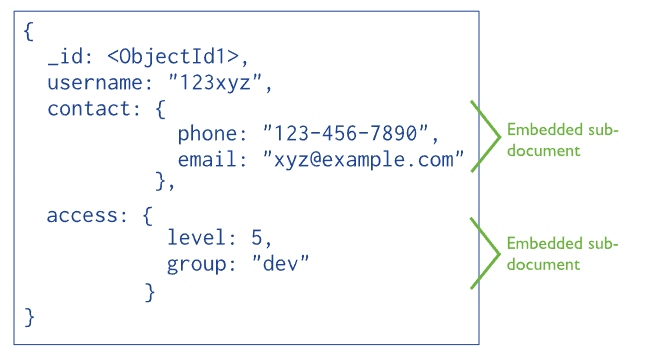 {
_id: <ObjectId1>,
username: "123xyz",
contact: {
phone: "123-456-7890",
email: "xyz@example.com"
},
Embedded sub-
document
access: {
level: 5,
group: "dev"
}
Embedded sub-
document
}